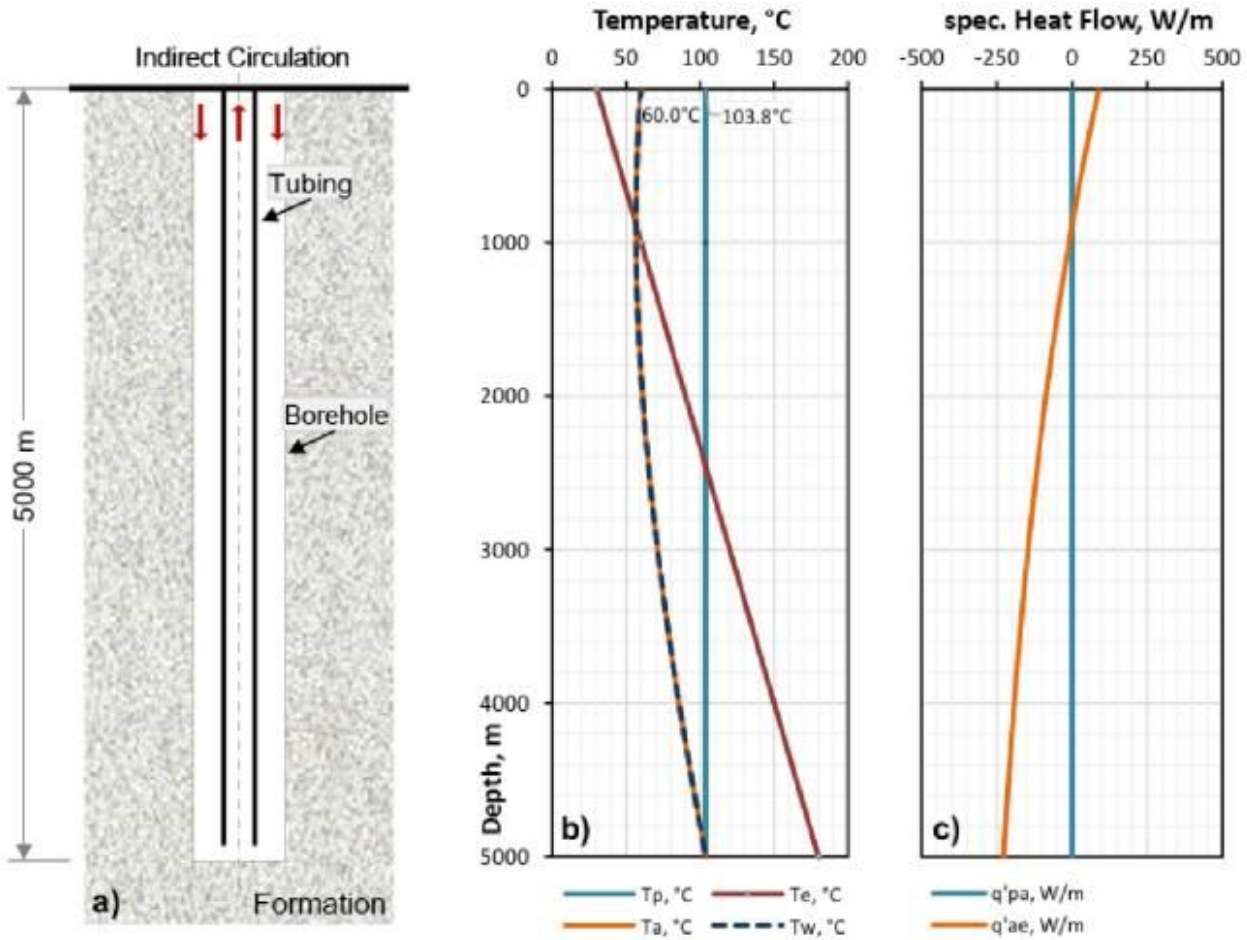 Indirect Circulation
Tubing
Borehole
5000 m
a)
Formation
Temperature, °C
0 50 100 150 200
0
1000
2000
3000
4000
5000
60.0°C
103.8°C
Depth, m
b)
Tp, °C
Te, °C
Ta, °C
Tw, °C
spec. Heat Flow, W/m
-500 -250 0 250 500
c)
q'pa, W/m
q'ae, W/m